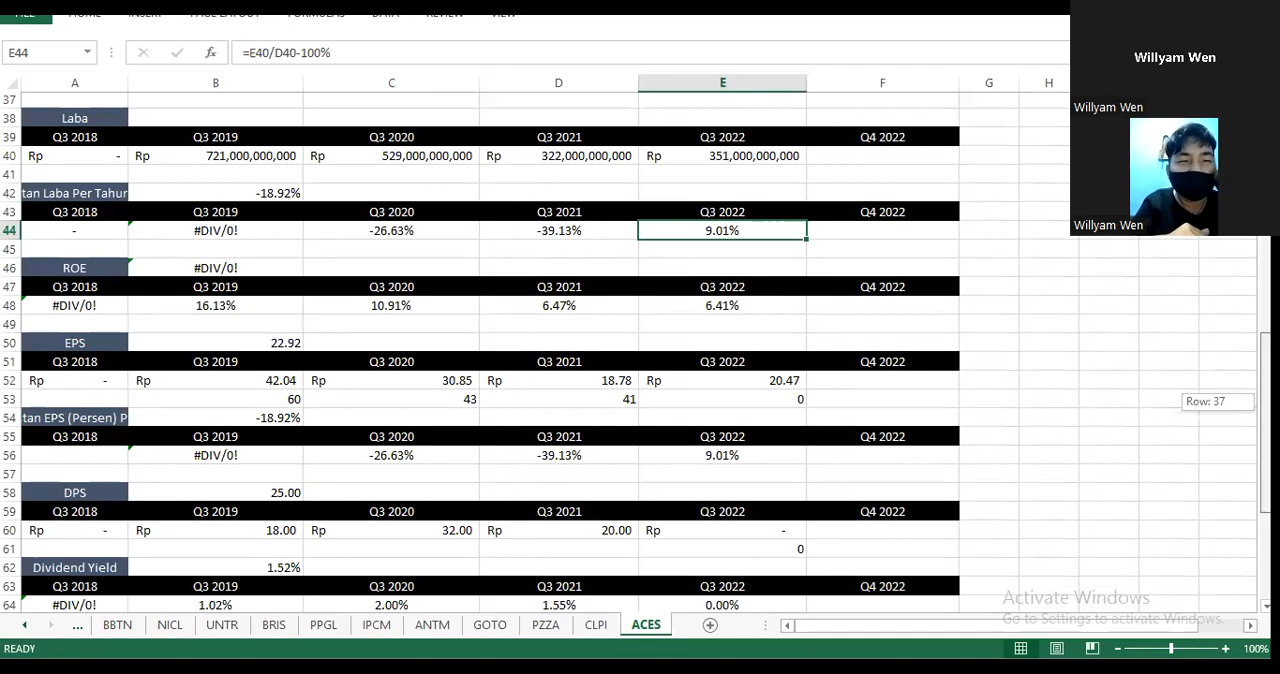 FILE HOME INSERT PAGE LAYOUT FORMULAS DATA REVIEW VIEW
Willyam Wen
E44 =E40/D40-100%
A B C D E F G H
Willyam Wen
37
38 Laba
39 Q3 2018 Q3 2019 Q3 2020 Q3 2021 Q3 2022 Q4 2022
40 Rp - Rp 721,000,000,000 Rp 529,000,000,000 Rp 322,000,000,000 Rp 351,000,000,000
41
42 tan Laba Per Tahur -18.92%
43 Q3 2018 Q3 2019 Q3 2020 Q3 2021 Q3 2022 Q4 2022
Willyam Wen
44 - #DIV/0! -26.63% -39.13% 9.01%
45
46 ROE #DIV/0!
47 Q3 2018 Q3 2019 Q3 2020 Q3 2021 Q3 2022 Q4 2022
48 #DIV/0! 16.13% 10.91% 6.47% 6.41%
49
50 EPS 22.92
51 Q3 2018 Q3 2019 Q3 2020 Q3 2021 Q3 2022 Q4 2022
52 Rp - Rp 42.04 Rp 30.85 Rp 18.78 Rp 20.47
53 60 43 41 0
Row: 37
54 tan EPS (Persen) P -18.92%
55 Q3 2018 Q3 2019 Q3 2020 Q3 2021 Q3 2022 Q4 2022
56 #DIV/0! -26.63% -39.13% 9.01%
57
58 DPS 25.00
59 Q3 2018 Q3 2019 Q3 2020 Q3 2021 Q3 2022 Q4 2022
60 Rp - Rp 18.00 Rp 32.00 Rp 20.00 Rp -
61 0
62 Dividend Yield 1.52%
63 Q3 2018 Q3 2019 Q3 2020 Q3 2021 Q3 2022 Q4 2022
64 #DIV/0! 1.02% 2.00% 1.55% 0.00%
Activate Windows
Go to Settings to activate Windows.
... BBTN NICL UNTR BRIS PPGL IPCM ANTM GOTO PZZA CLPI ACES
READY 100%